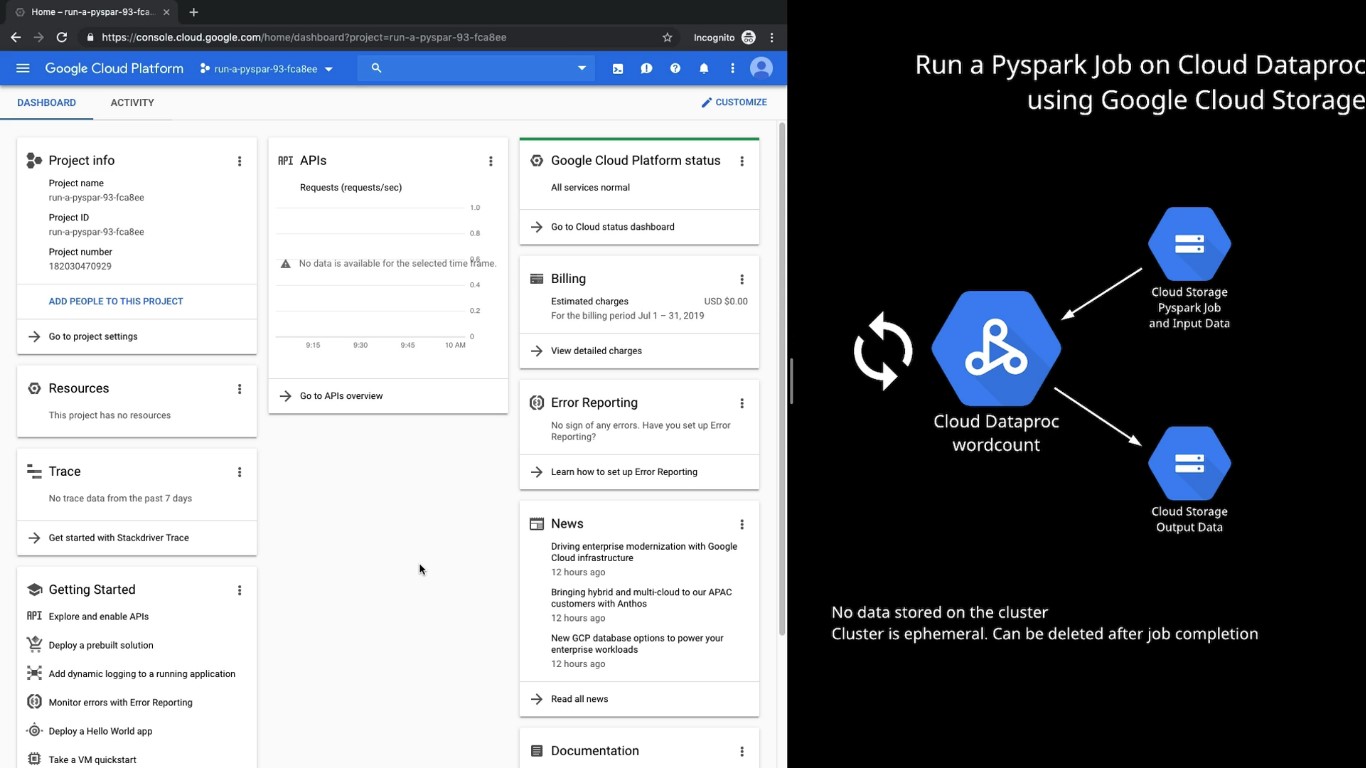 Home – run-a-pyspar-93-fca...
https://console.cloud.google.com/home/dashboard?project=run-a-pyspar-93-fca8ee
Incognito
Google Cloud Platform
run-a-pyspar-93-fca8ee
DASHBOARD
ACTIVITY
CUSTOMIZE
Project info
Project name
run-a-pyspar-93-fca8ee
Project ID
run-a-pyspar-93-fca8ee
Project number
182030470929
ADD PEOPLE TO THIS PROJECT
Go to project settings
Resources
This project has no resources
Trace
No trace data from the past 7 days
Get started with Stackdriver Trace
Getting Started
API Explore and enable APIs
Deploy a prebuilt solution
Add dynamic logging to a running application
Monitor errors with Error Reporting
Deploy a Hello World app
Take a VM quickstart
API APIs
Requests (requests/sec)
1.0
0.8
0.6
No data is available for the selected time frame.
0.4
0.2
0
9:15 9:30 9:45 10 AM
Go to APIs overview
Google Cloud Platform status
All services normal
Go to Cloud status dashboard
Billing
Estimated charges USD $0.00
For the billing period Jul 1 – 31, 2019
View detailed charges
Error Reporting
No sign of any errors. Have you set up Error
Reporting?
Learn how to set up Error Reporting
News
Driving enterprise modernization with Google
Cloud infrastructure
12 hours ago
Bringing hybrid and multi-cloud to our APAC
customers with Anthos
12 hours ago
New GCP database options to power your
enterprise workloads
12 hours ago
Read all news
Documentation
Run a Pyspark Job on Cloud Dataproc
using Google Cloud Storage
Cloud Storage
Pyspark Job
and Input Data
Cloud Dataproc
wordcount
Cloud Storage
Output Data
No data stored on the cluster
Cluster is ephemeral. Can be deleted after job completion